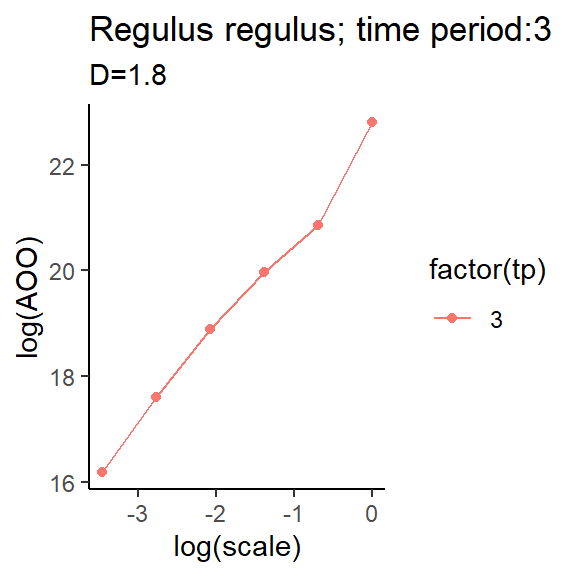 Regulus regulus; time period:3
D=1.8
22
20
18
16
log(AOO)
-3
-2
-1
0
log(scale)
factor(tp)
3